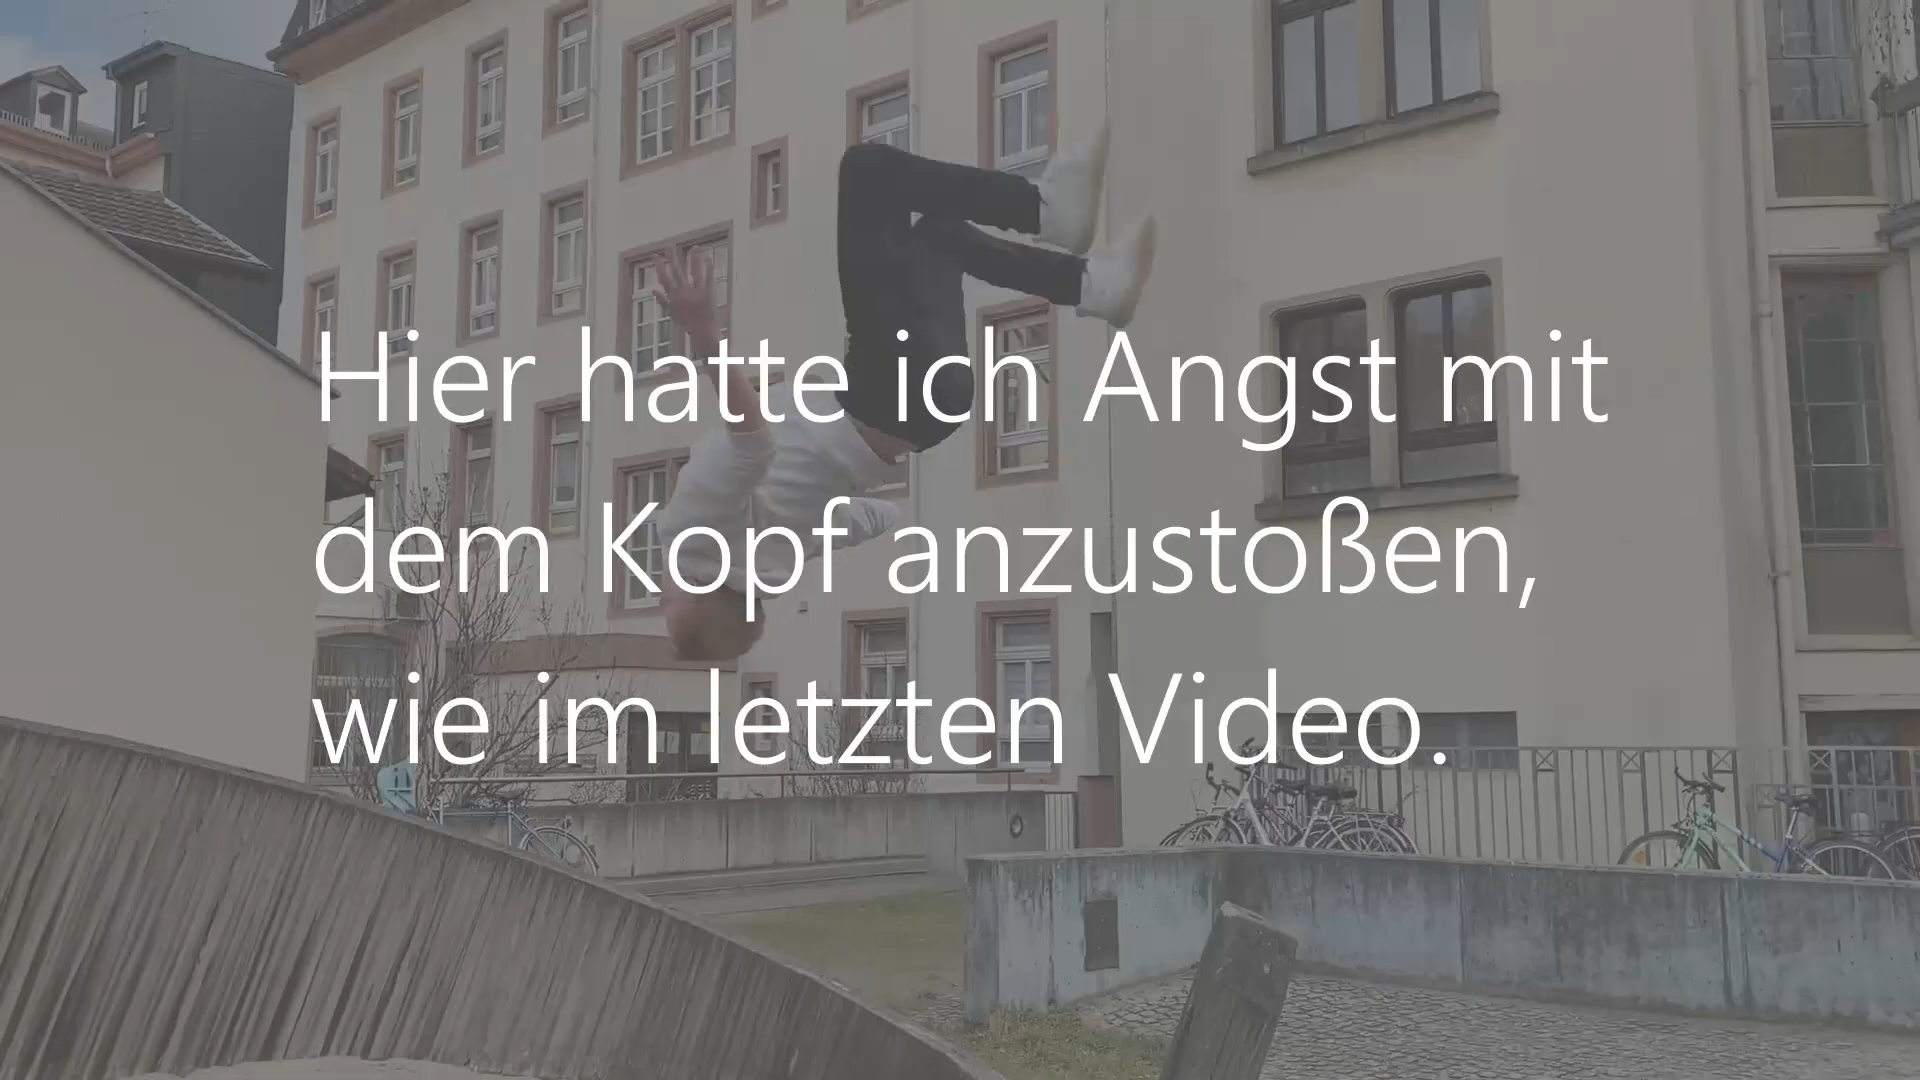 Hier hatte ich Angst mit
dem Kopf anzustoßen,
wie im letzten Video.